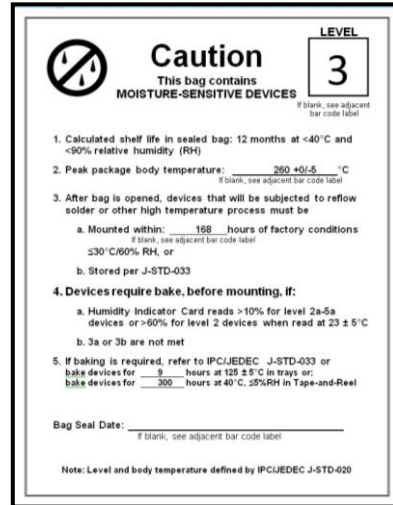 LEVEL
3
Caution
This bag contains
MOISTURE-SENSITIVE DEVICES
If blank, see adjacent
bar code label
1. Calculated shelf life in sealed bag: 12 months at <40°C and
<90% relative humidity (RH)
2. Peak package body temperature: 260 +0/-5 °C
If blank, see adjacent bar code label
3. After bag is opened, devices that will be subjected to reflow
solder or other high temperature process must be
a. Mounted within: 168 hours of factory conditions
If blank, see adjacent bar code label
≤30°C/60% RH, or
b. Stored per J-STD-033
4. Devices require bake, before mounting, if:
a. Humidity Indicator Card reads >10% for level 2a-5a
devices or >60% for level 2 devices when read at 23 ± 5°C
b. 3a or 3b are not met
5. If baking is required, refer to IPC/JEDEC J-STD-033 or
bake devices for 9 hours at 125 ± 5°C in trays or;
bake devices for 300 hours at 40°C, ≤5%RH in Tape-and-Reel
Bag Seal Date:
If blank, see adjacent bar code label
Note: Level and body temperature defined by IPC/JEDEC J-STD-020